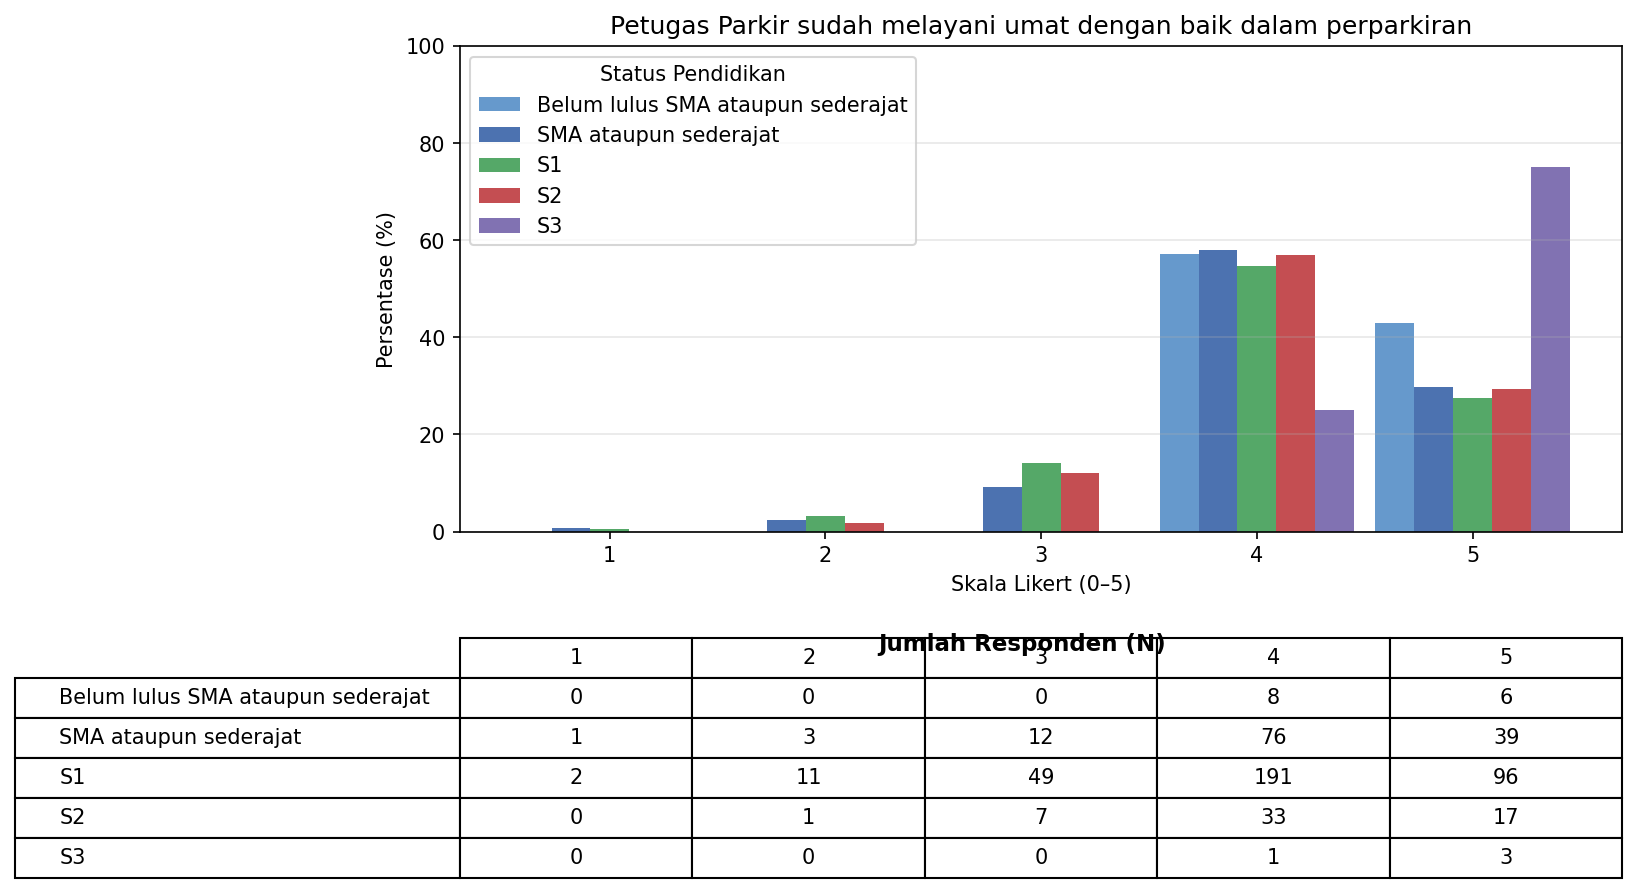 Petugas Parkir sudah melayani umat dengan baik dalam perparkiran
Persentase (%)
100
80
60
40
20
0
Status Pendidikan
Belum lulus SMA ataupun sederajat
SMA ataupun sederajat
S1
S2
S3
1 2 3 4 5
Skala Likert (0–5)
Jumlah Responden (N)
1 2 3 4 5
Belum lulus SMA ataupun sederajat 0 0 0 8 6
SMA ataupun sederajat 1 3 12 76 39
S1 2 11 49 191 96
S2 0 1 7 33 17
S3 0 0 0 1 3